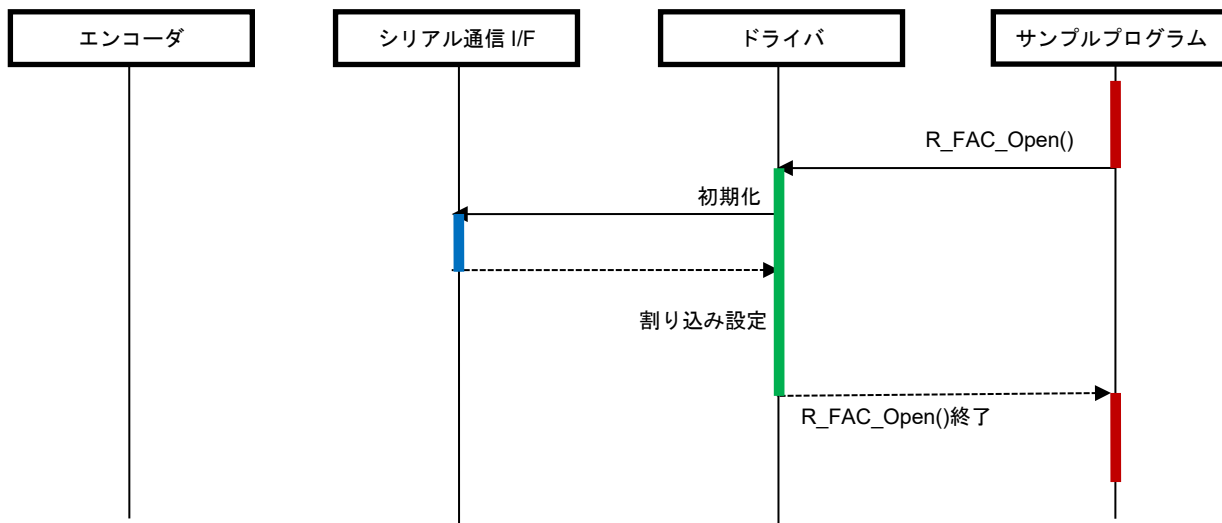 エンコーダ
シリアル通信 I/F
ドライバ
サンプルプログラム
R_FAC_Open()
初期化
割り込み設定
R_FAC_Open()終了